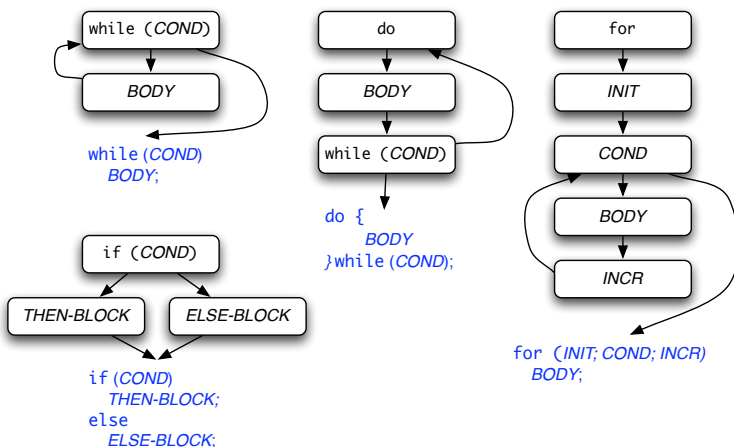 while (COND)
BODY
while (COND)
BODY;
do
BODY
while (COND)
do {
BODY
}while (COND);
for
INIT
COND
BODY
INCR
for (INIT; COND; INCR)
BODY;
if (COND)
THEN-BLOCK
ELSE-BLOCK
if (COND)
THEN-BLOCK;
else
ELSE-BLOCK;